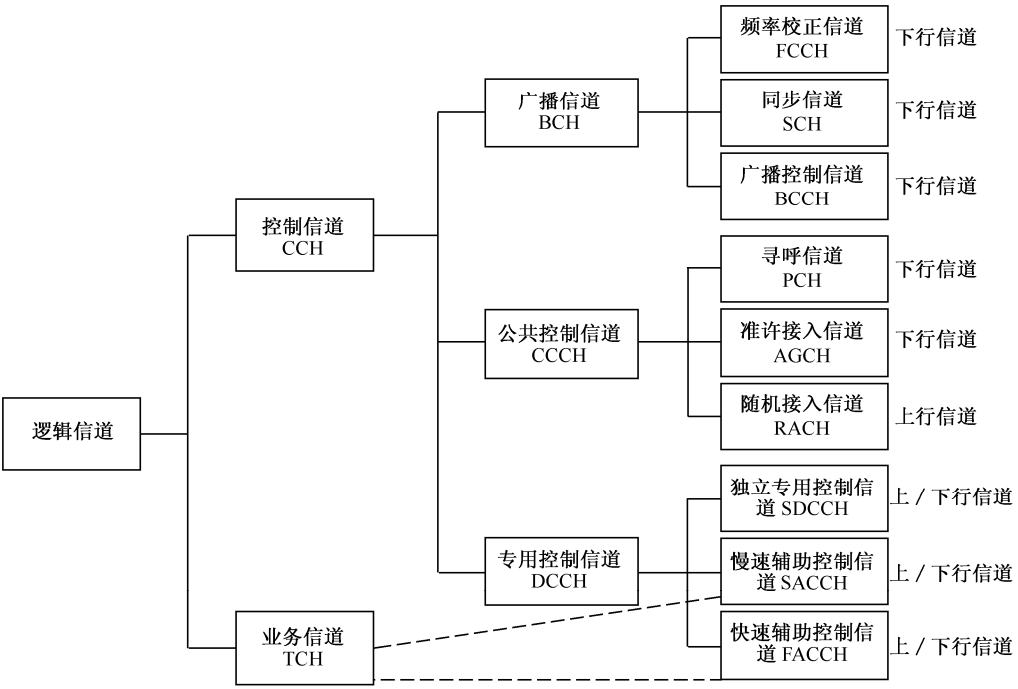 频率校正信道
FCCH
下行信道
广播信道
BCH
同步信道
SCH
下行信道
广播控制信道
BCCH
下行信道
控制信道
CCH
寻呼信道
PCH
下行信道
公共控制信道
CCCH
准许接入信道
AGCH
下行信道
随机接入信道
RACH
上行信道
逻辑信道
独立专用控制信
道 SDCCH
上／下行信道
专用控制信道
DCCH
慢速辅助控制信
道 SACCH
上／下行信道
业务信道
TCH
快速辅助控制信
道 FACCH
上／下行信道